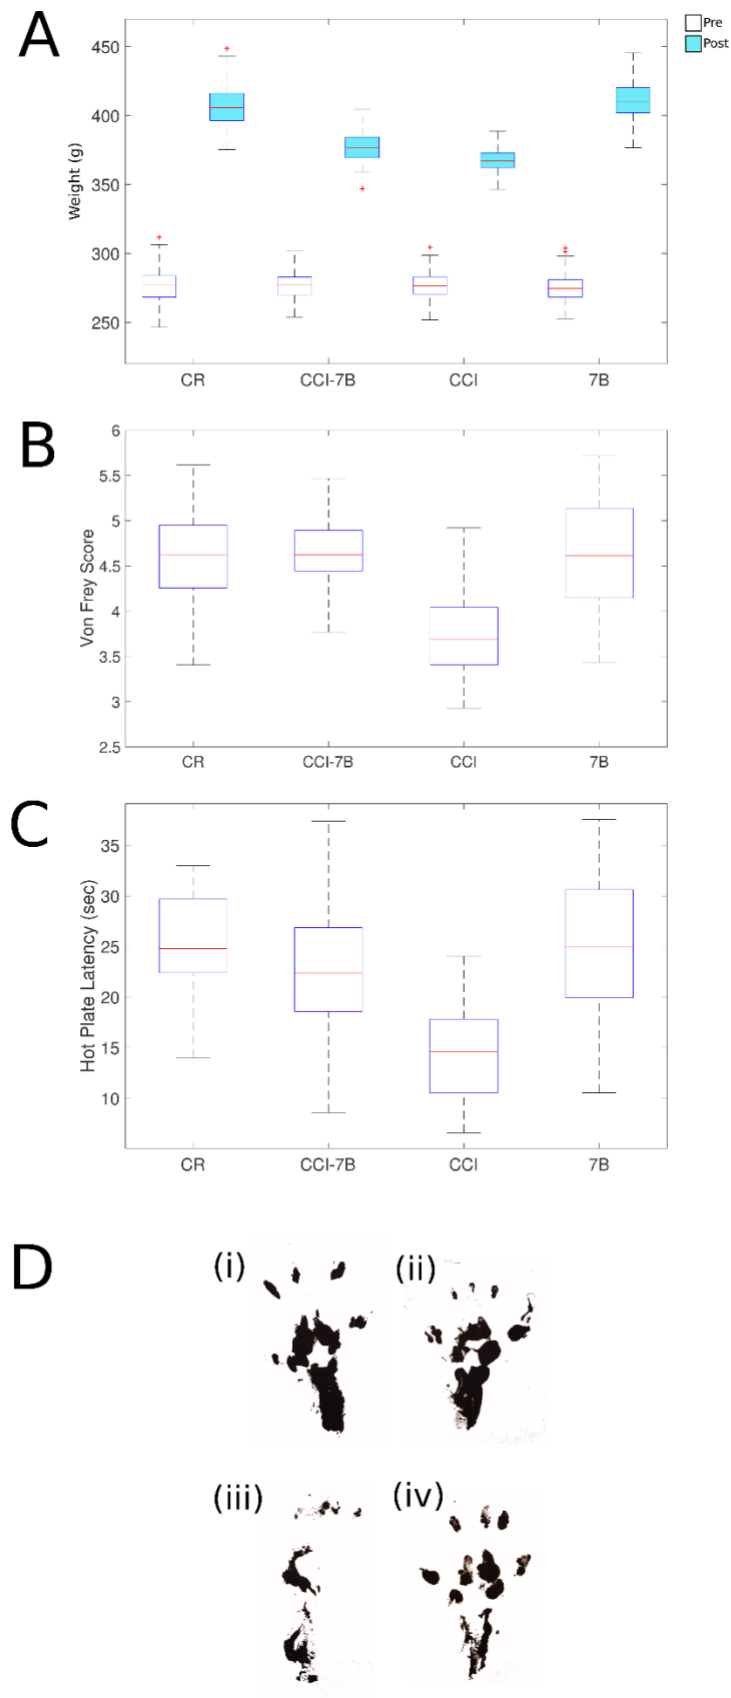 A
Pre
Post
450
400
350
300
250
Weight (g)
CR CCI-7B CCI 7B
B
6
5.5
5
4.5
4
3.5
3
2.5
Von Frey Score
CR CCI-7B CCI 7B
C
35
30
25
20
15
10
Hot Plate Latency (sec)
CR CCI-7B CCI 7B
D
(i) (ii)
(iii) (iv)